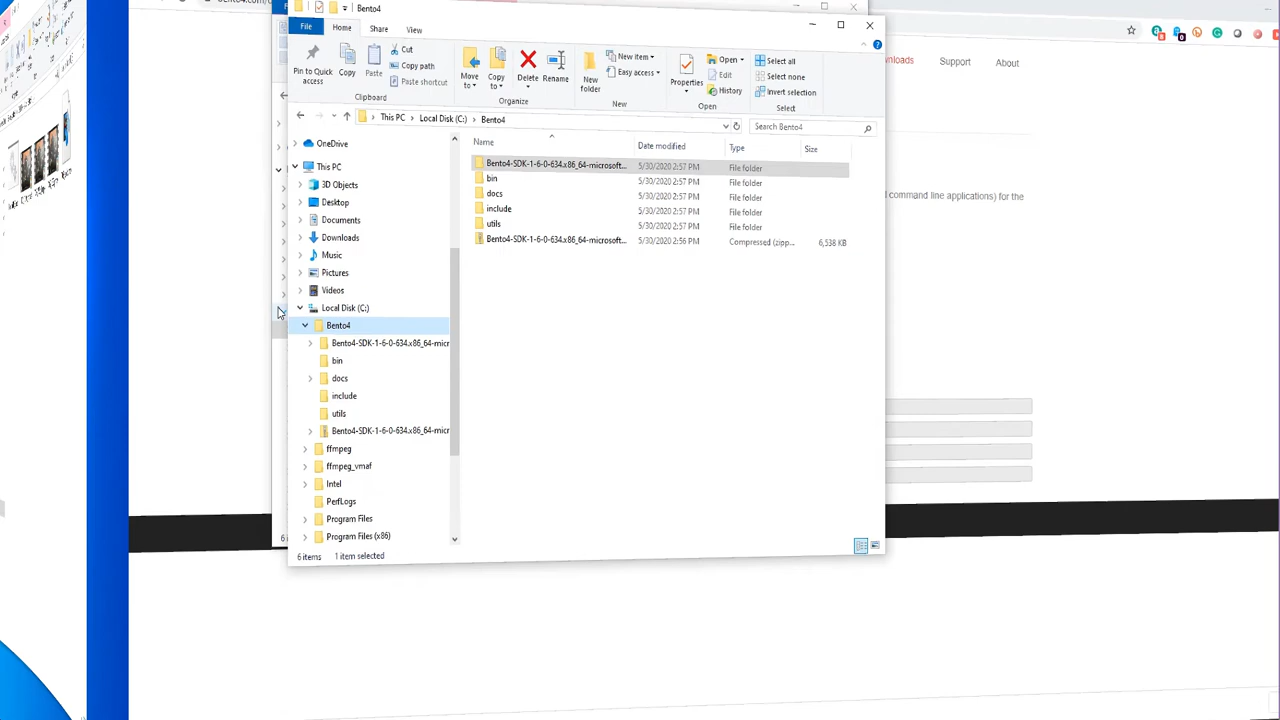 Bento4
File Home Share View
Pin to Quick access
Copy
Paste
Cut
Copy path
Paste shortcut
Clipboard
Move to
Copy to
Delete
Rename
Organize
New folder
New item
Easy access
New
Properties
Open
Edit
History
Open
Select all
Select none
Invert selection
Select
This PC > Local Disk (C:) > Bento4
Search Bento4
OneDrive
This PC
3D Objects
Desktop
Documents
Downloads
Music
Pictures
Videos
Local Disk (C:)
Bento4
Bento4-SDK-1-6-0-634.x86_64-micr
bin
docs
include
utils
Bento4-SDK-1-6-0-634.x86_64-micr
ffmpeg
ffmpeg_vmaf
Intel
PerfLogs
Program Files
Program Files (x86)
Name Date modified Type Size
Bento4-SDK-1-6-0-634.x86_64-microsoft... 5/30/2020 2:57 PM File folder
bin 5/30/2020 2:57 PM File folder
docs 5/30/2020 2:57 PM File folder
include 5/30/2020 2:57 PM File folder
utils 5/30/2020 2:57 PM File folder
Bento4-SDK-1-6-0-634.x86_64-microsoft... 5/30/2020 2:56 PM Compressed (zipp... 6,538 KB
6 items 1 item selected
nloads Support About
l command line applications) for the